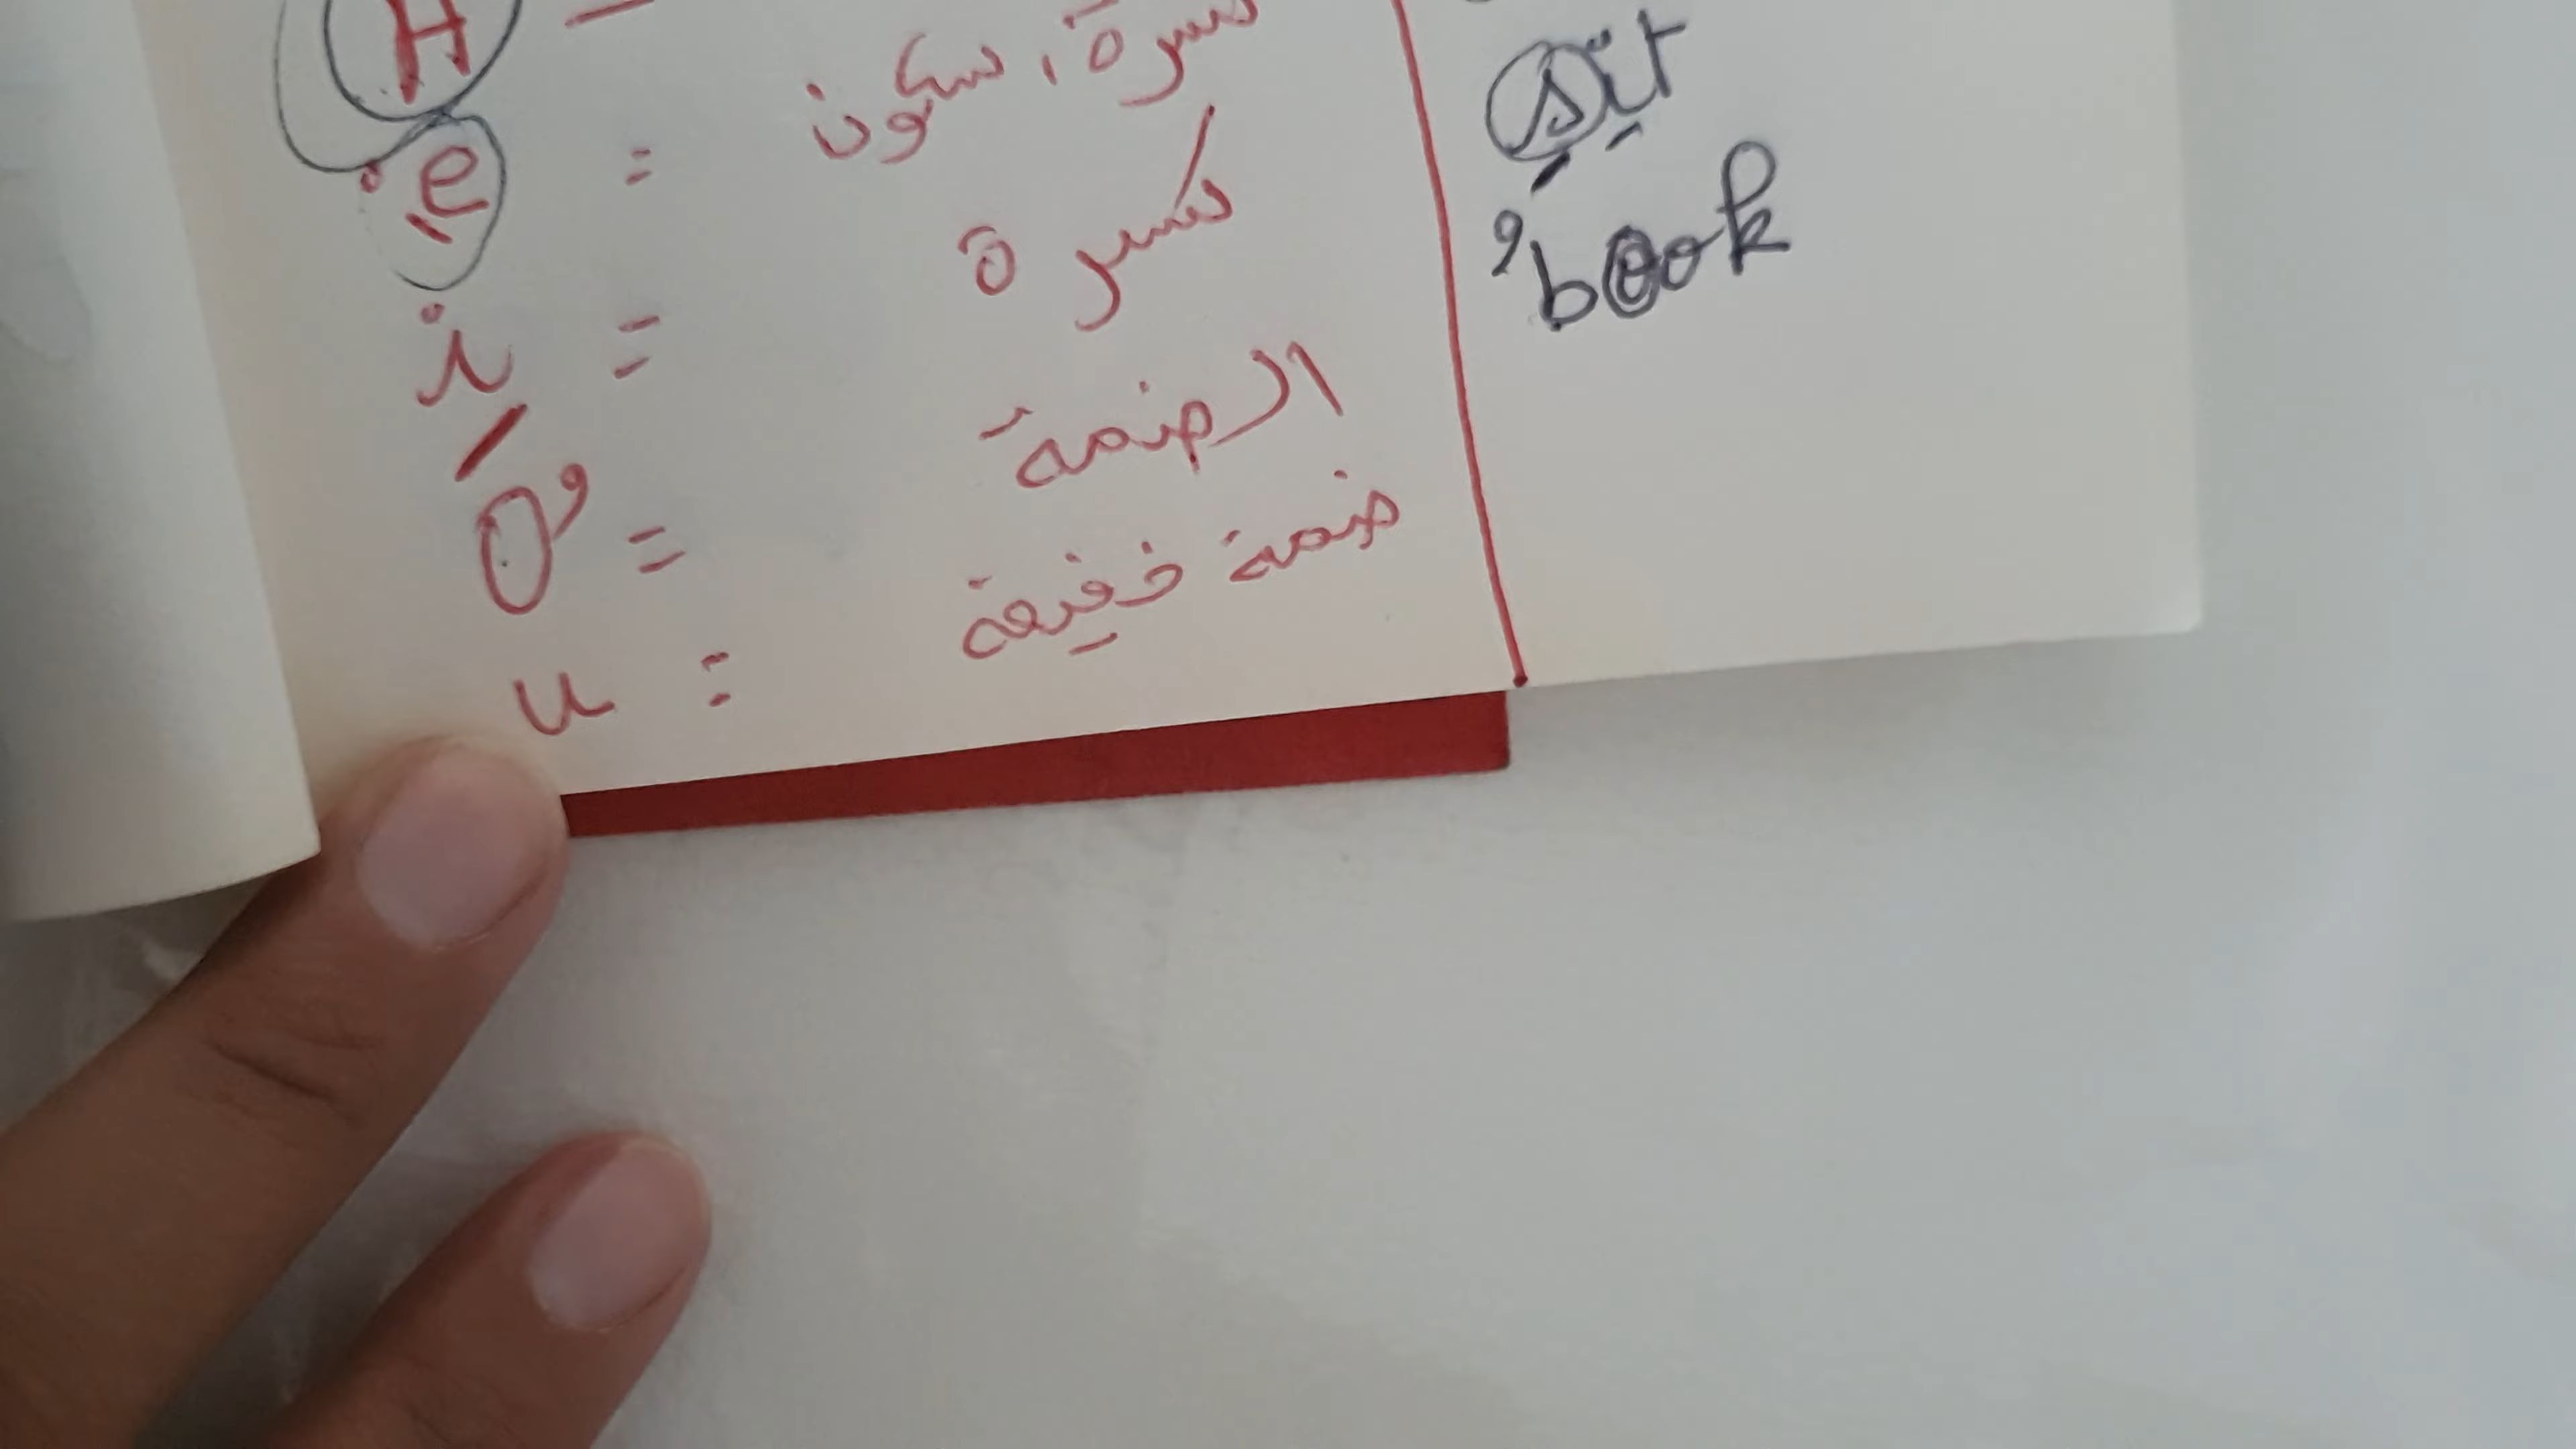 H
e = كسرة، سكون
i = كسرة
O = الضمة
u = ضمة خفيفة
sit
book